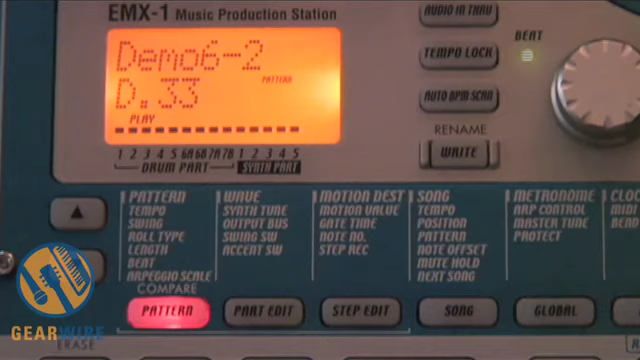 EMX-1 Music Production Station
AUDIO IN THRU
BEAT
Demo6-2
TEMPO LOCK
PATTERN
D.33
AUTO BPM SCAN
PLAY
RENAME
1 2 3 4 5 6A 6B 7A 7B 1 2 3 4 5
WRITE
DRUM PART SYNTH PART
PATTERN
TEMPO
SWING
ROLL TYPE
LENGTH
BEAT
ARPEGGIO SCALE
WAVE
SYNTH TUNE
OUTPUT BUS
SWING SW
ACCENT SW
MOTION DEST
MOTION VALUE
GATE TIME
NOTE NO.
STEP REC
SONG
TEMPO
POSITION
PATTERN
NOTE OFFSET
MUTE HOLD
NEXT SONG
METRONOME
ARP CONTROL
MASTER TUNE
PROTECT
MIDI
COMPARE
PATTERN
PART EDIT
STEP EDIT
SONG
GLOBAL
GEARWIRE
ERASE